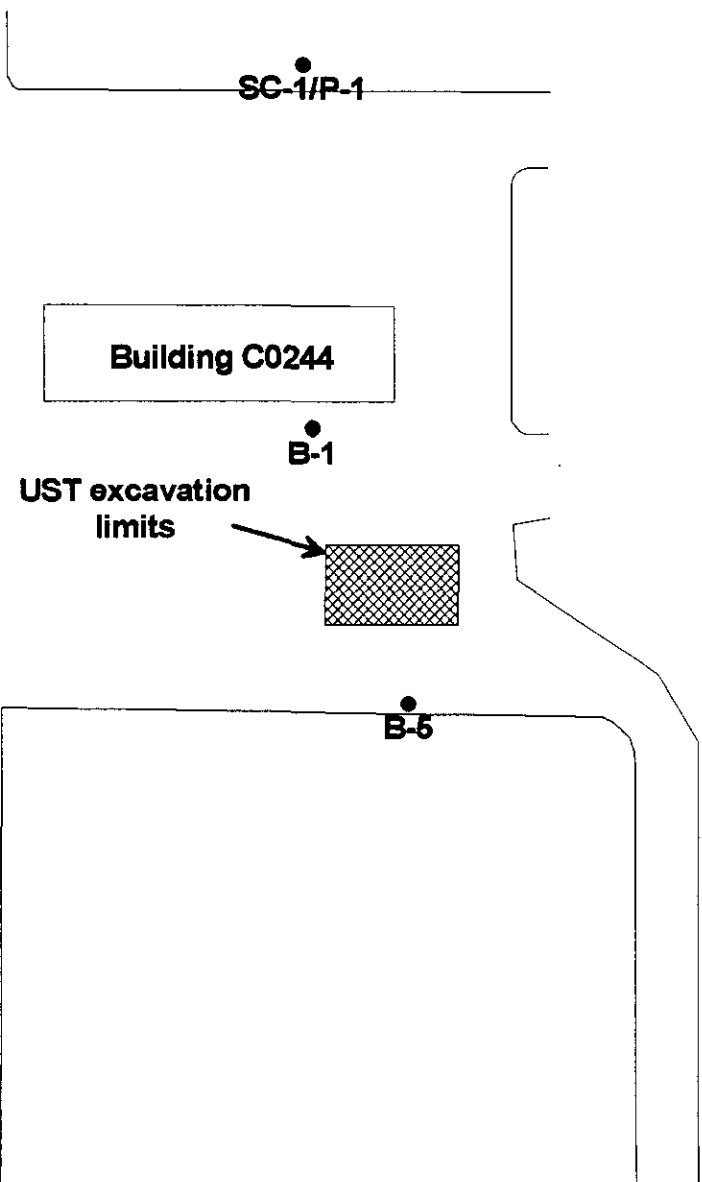 SC-1/P-1
Building C0244
B-1
UST excavation
limits
B-5